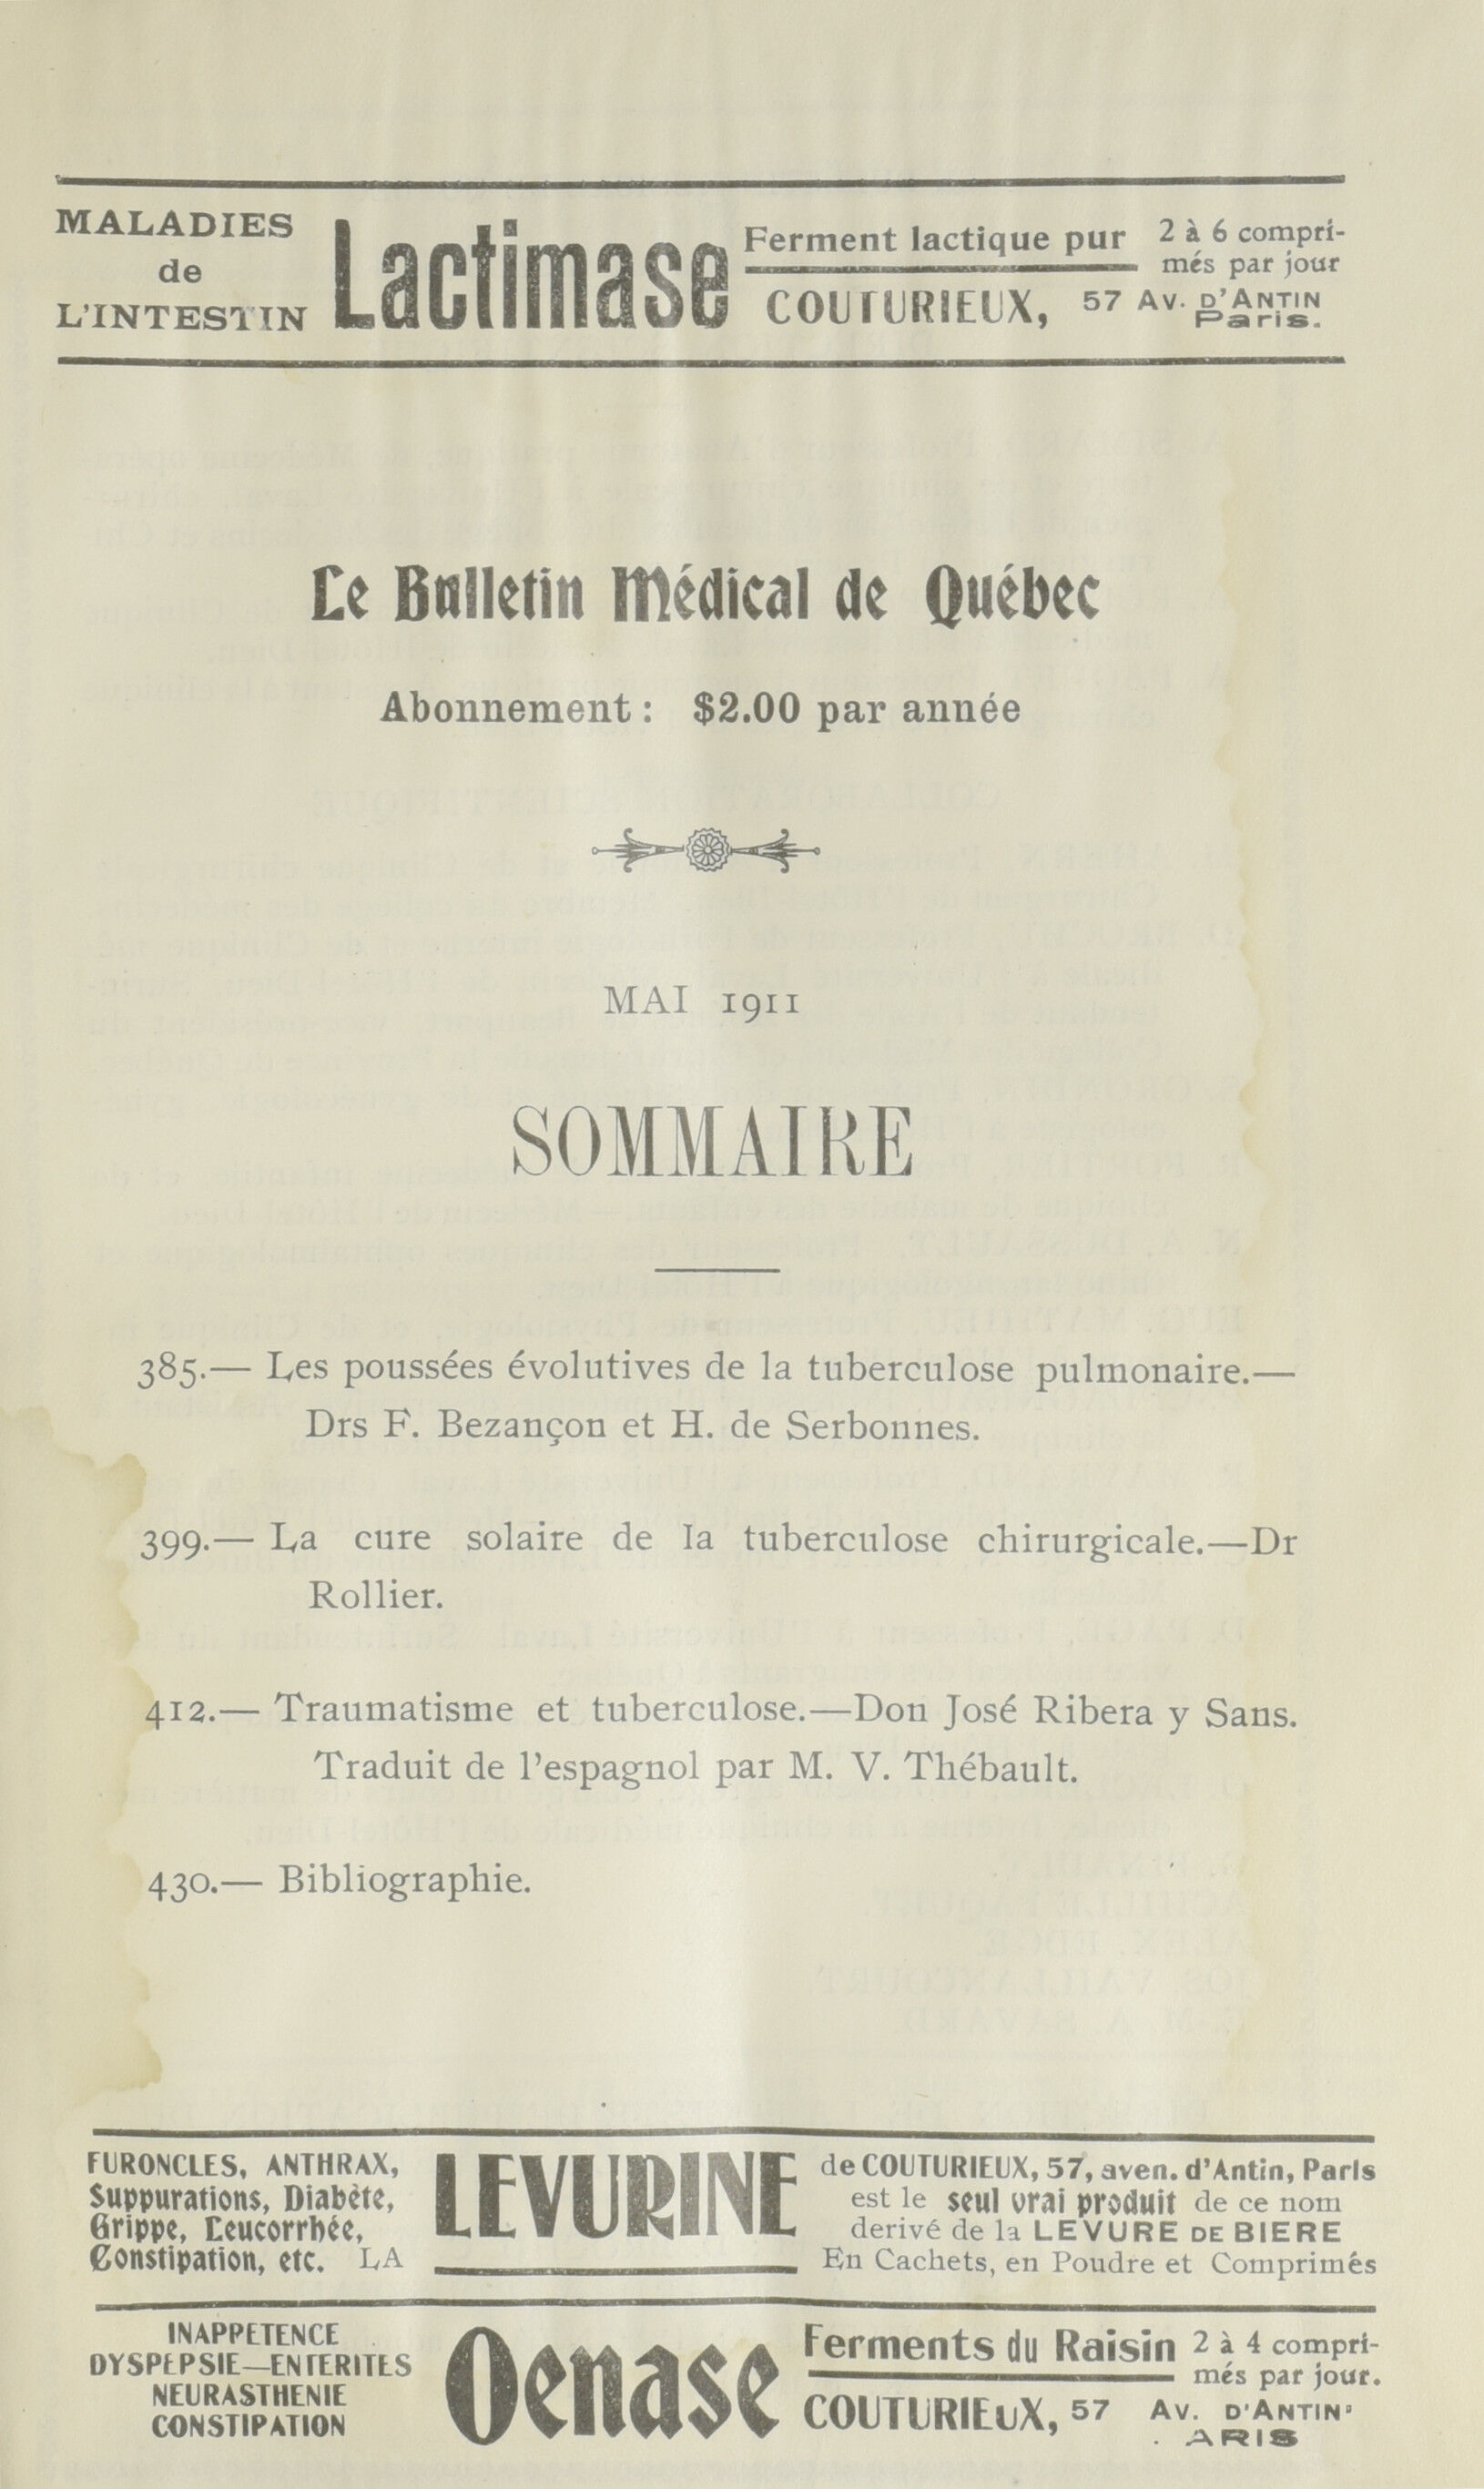 MALADIES
de
L'INTESTIN
Lactimase
Ferment lactique pur
COUTURIEUX,
2 à 6 compri-
més par jour
57 Av. D'ANTIN
Paris.
Le Bulletin Médical de Québec
Abonnement : $2.00 par année
MAI 1911
SOMMAIRE
385.— Les poussées évolutives de la tuberculose pulmonaire.—
Drs F. Bezançon et H. de Serbonnes.
399.— La cure solaire de la tuberculose chirurgicale.—Dr
Rollier.
412.— Traumatisme et tuberculose.—Don José Ribera y Sans.
Traduit de l'espagnol par M. V. Thébault.
430.— Bibliographie.
FURONCLES, ANTHRAX,
Suppurations, Diabète,
Grippe, Leucorrhée,
Constipation, etc. LA
LEVURINE
de COUTURIEUX, 57, aven. d'Antin, Paris
est le seul vrai produit de ce nom
derivé de la LEVURE DE BIERE
En Cachets, en Poudre et Comprimés
INAPPETENCE
DYSPEPSIE—ENTERITES
NEURASTHENIE
CONSTIPATION
Oenase
Ferments du Raisin
COUTURIEUX, 57
2 à 4 compri-
més par jour.
Av. D'ANTIN
ARIS